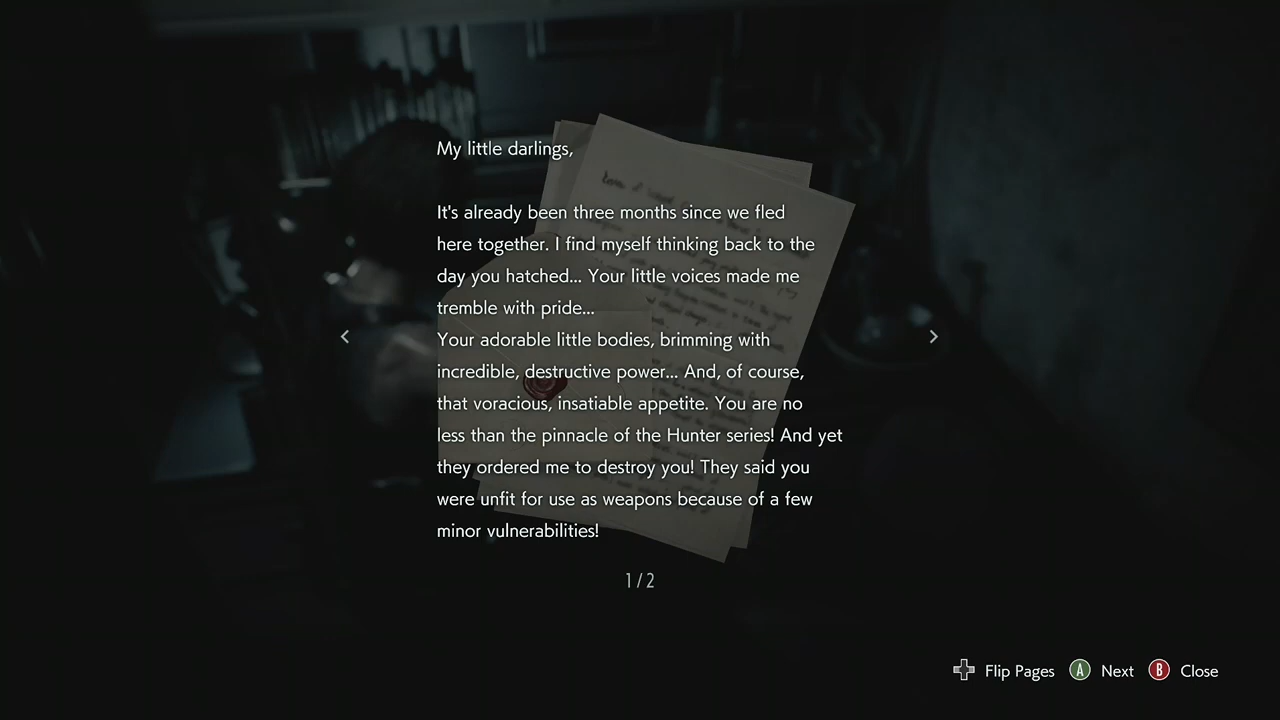 My little darlings,
It's already been three months since we fled
here together. I find myself thinking back to the
day you hatched... Your little voices made me
tremble with pride...
Your adorable little bodies, brimming with
incredible, destructive power... And, of course,
that voracious, insatiable appetite. You are no
less than the pinnacle of the Hunter series! And yet
they ordered me to destroy you! They said you
were unfit for use as weapons because of a few
minor vulnerabilities!
1 / 2
Flip Pages A Next B Close